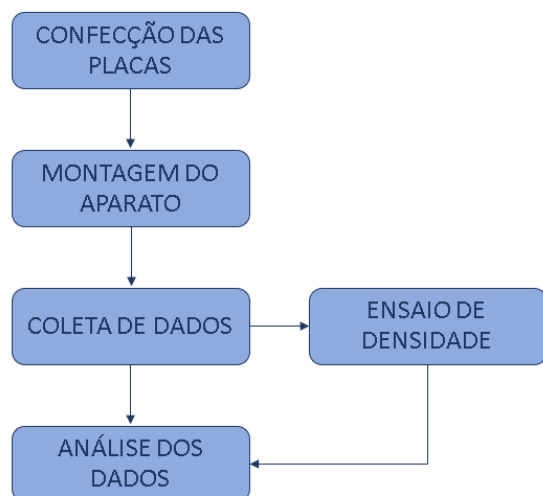 CONFECÇÃO DAS
PLACAS
MONTAGEM DO
APARATO
COLETA DE DADOS
ENSAIO DE
DENSIDADE
ANÁLISE DOS
DADOS